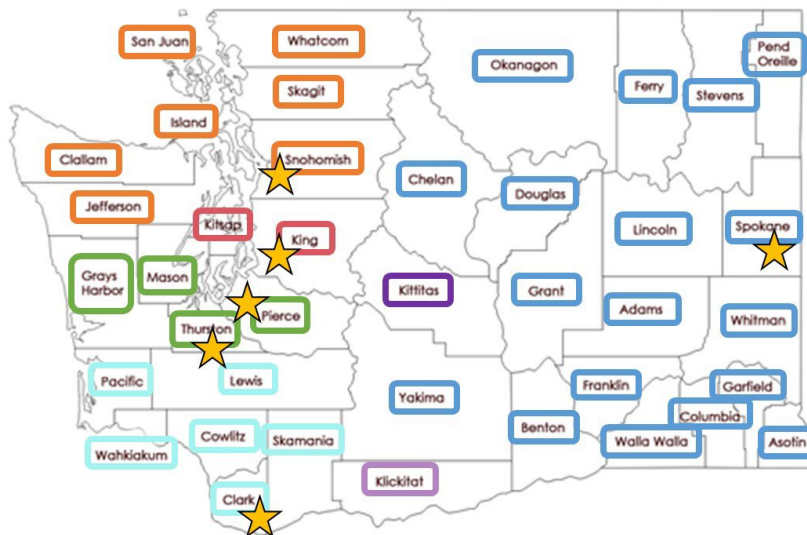 San Juan
Whatcom
Okanagon
Pend
Oreille
Ferry
Stevens
Skagit
Island
Clallam
Snohomish
Chelan
Douglas
Jefferson
Kitsap
King
Lincoln
Spokane
Grays
Harbor
Mason
Kittitas
Grant
Adams
Whitman
Thurston
Pierce
Pacific
Lewis
Yakima
Franklin
Garfield
Columbia
Benton
Walla Walla
Asotin
Cowlitz
Skamania
Wahkiakum
Clark
Klickitat